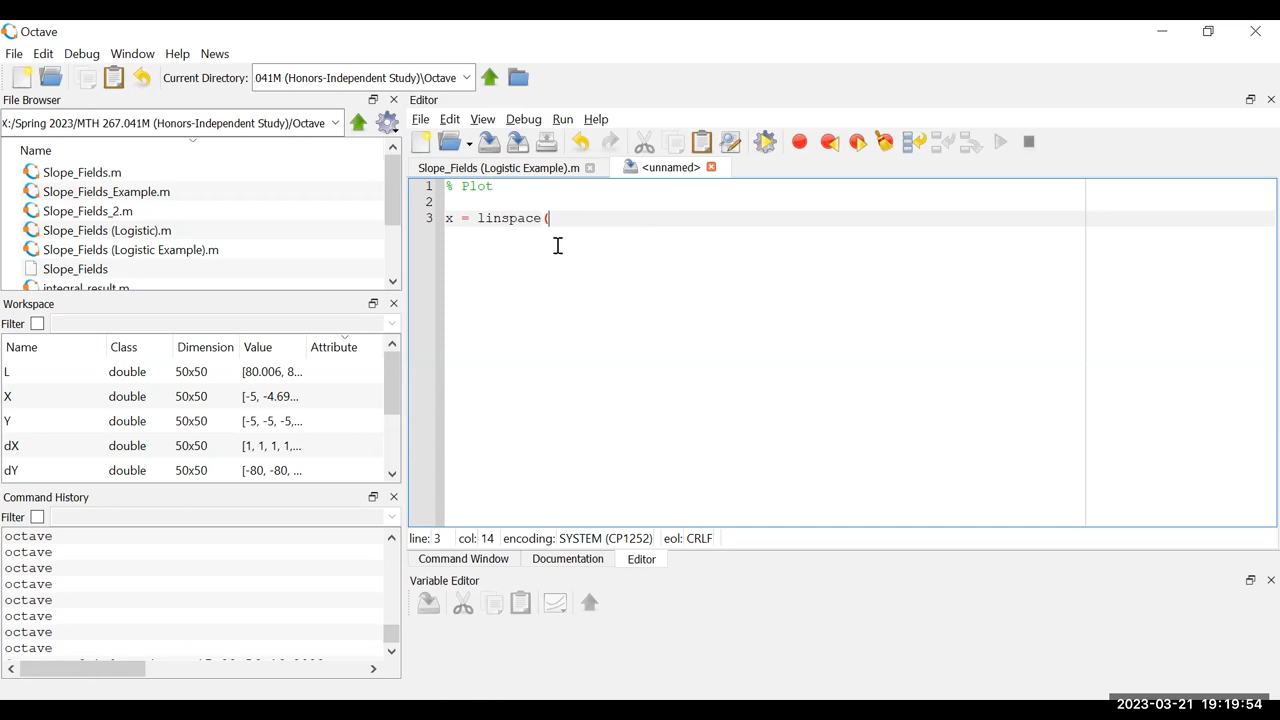 Octave
File Edit Debug Window Help News
Current Directory: 041M (Honors-Independent Study)\Octave
File Browser
X:/Spring 2023/MTH 267.041M (Honors-Independent Study)/Octave
Name
Slope_Fields.m
Slope_Fields_Example.m
Slope_Fields_2.m
Slope_Fields (Logistic).m
Slope_Fields (Logistic Example).m
Slope_Fields
integral_result.m
Workspace
Filter
Name Class Dimension Value Attribute
L double 50x50 [80.006, 8...
X double 50x50 [-5, -4.69...
Y double 50x50 [-5, -5, -5,...
dX double 50x50 [1, 1, 1, 1,...
dY double 50x50 [-80, -80, ...
Command History
Filter
octave
octave
octave
octave
octave
octave
octave
octave
Editor
File Edit View Debug Run Help
Slope_Fields (Logistic Example).m <unnamed>
1 % Plot
2
3 x = linspace(
line: 3 col: 14 encoding: SYSTEM (CP1252) eol: CRLF
Command Window Documentation Editor
Variable Editor
2023-03-21 19:19:54